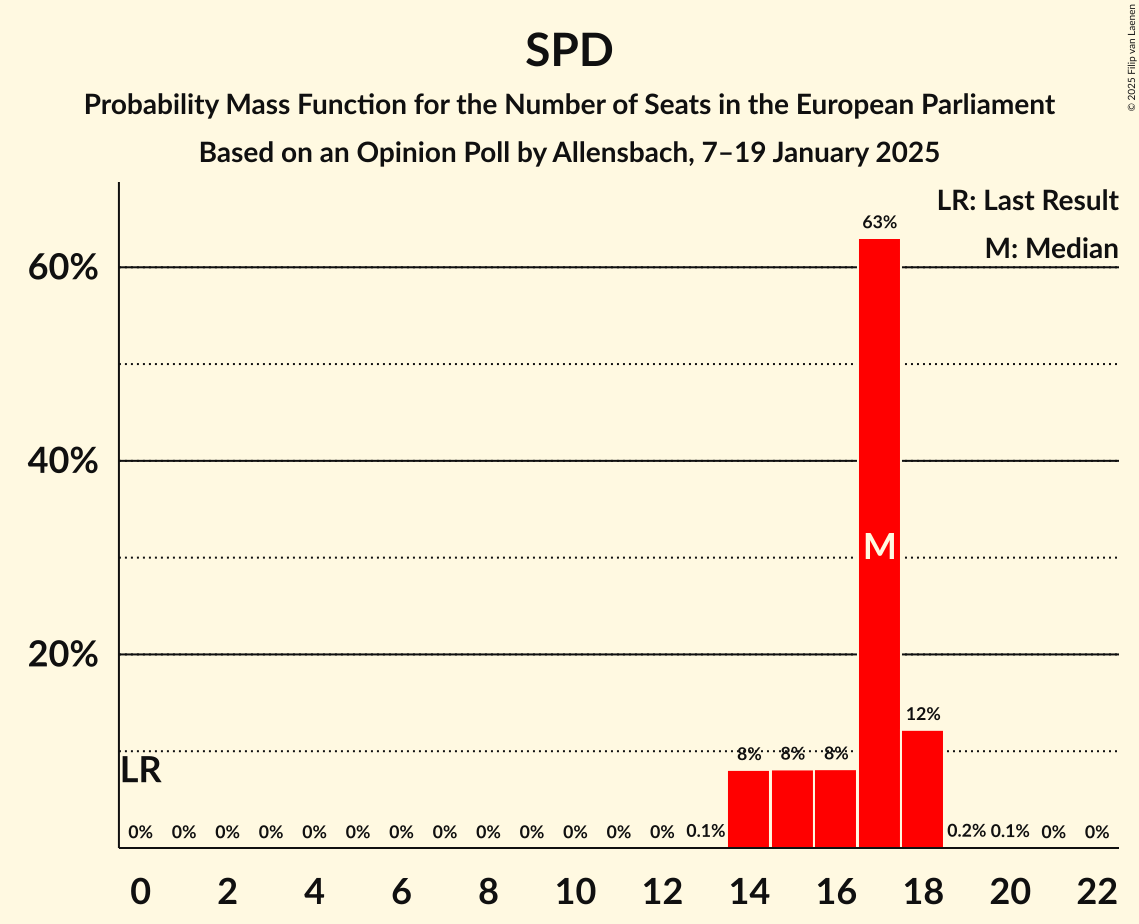 SPD
Probability Mass Function for the Number of Seats in the European Parliament
Based on an Opinion Poll by Allensbach, 7–19 January 2025
© 2025 Filip van Laenen
LR: Last Result
M: Median
63%
60%
40%
M
20%
12%
8% 8% 8%
LR
0% 0% 0% 0% 0% 0% 0% 0% 0% 0% 0% 0% 0% 0.1% 0.2% 0.1% 0% 0%
0 2 4 6 8 10 12 14 16 18 20 22